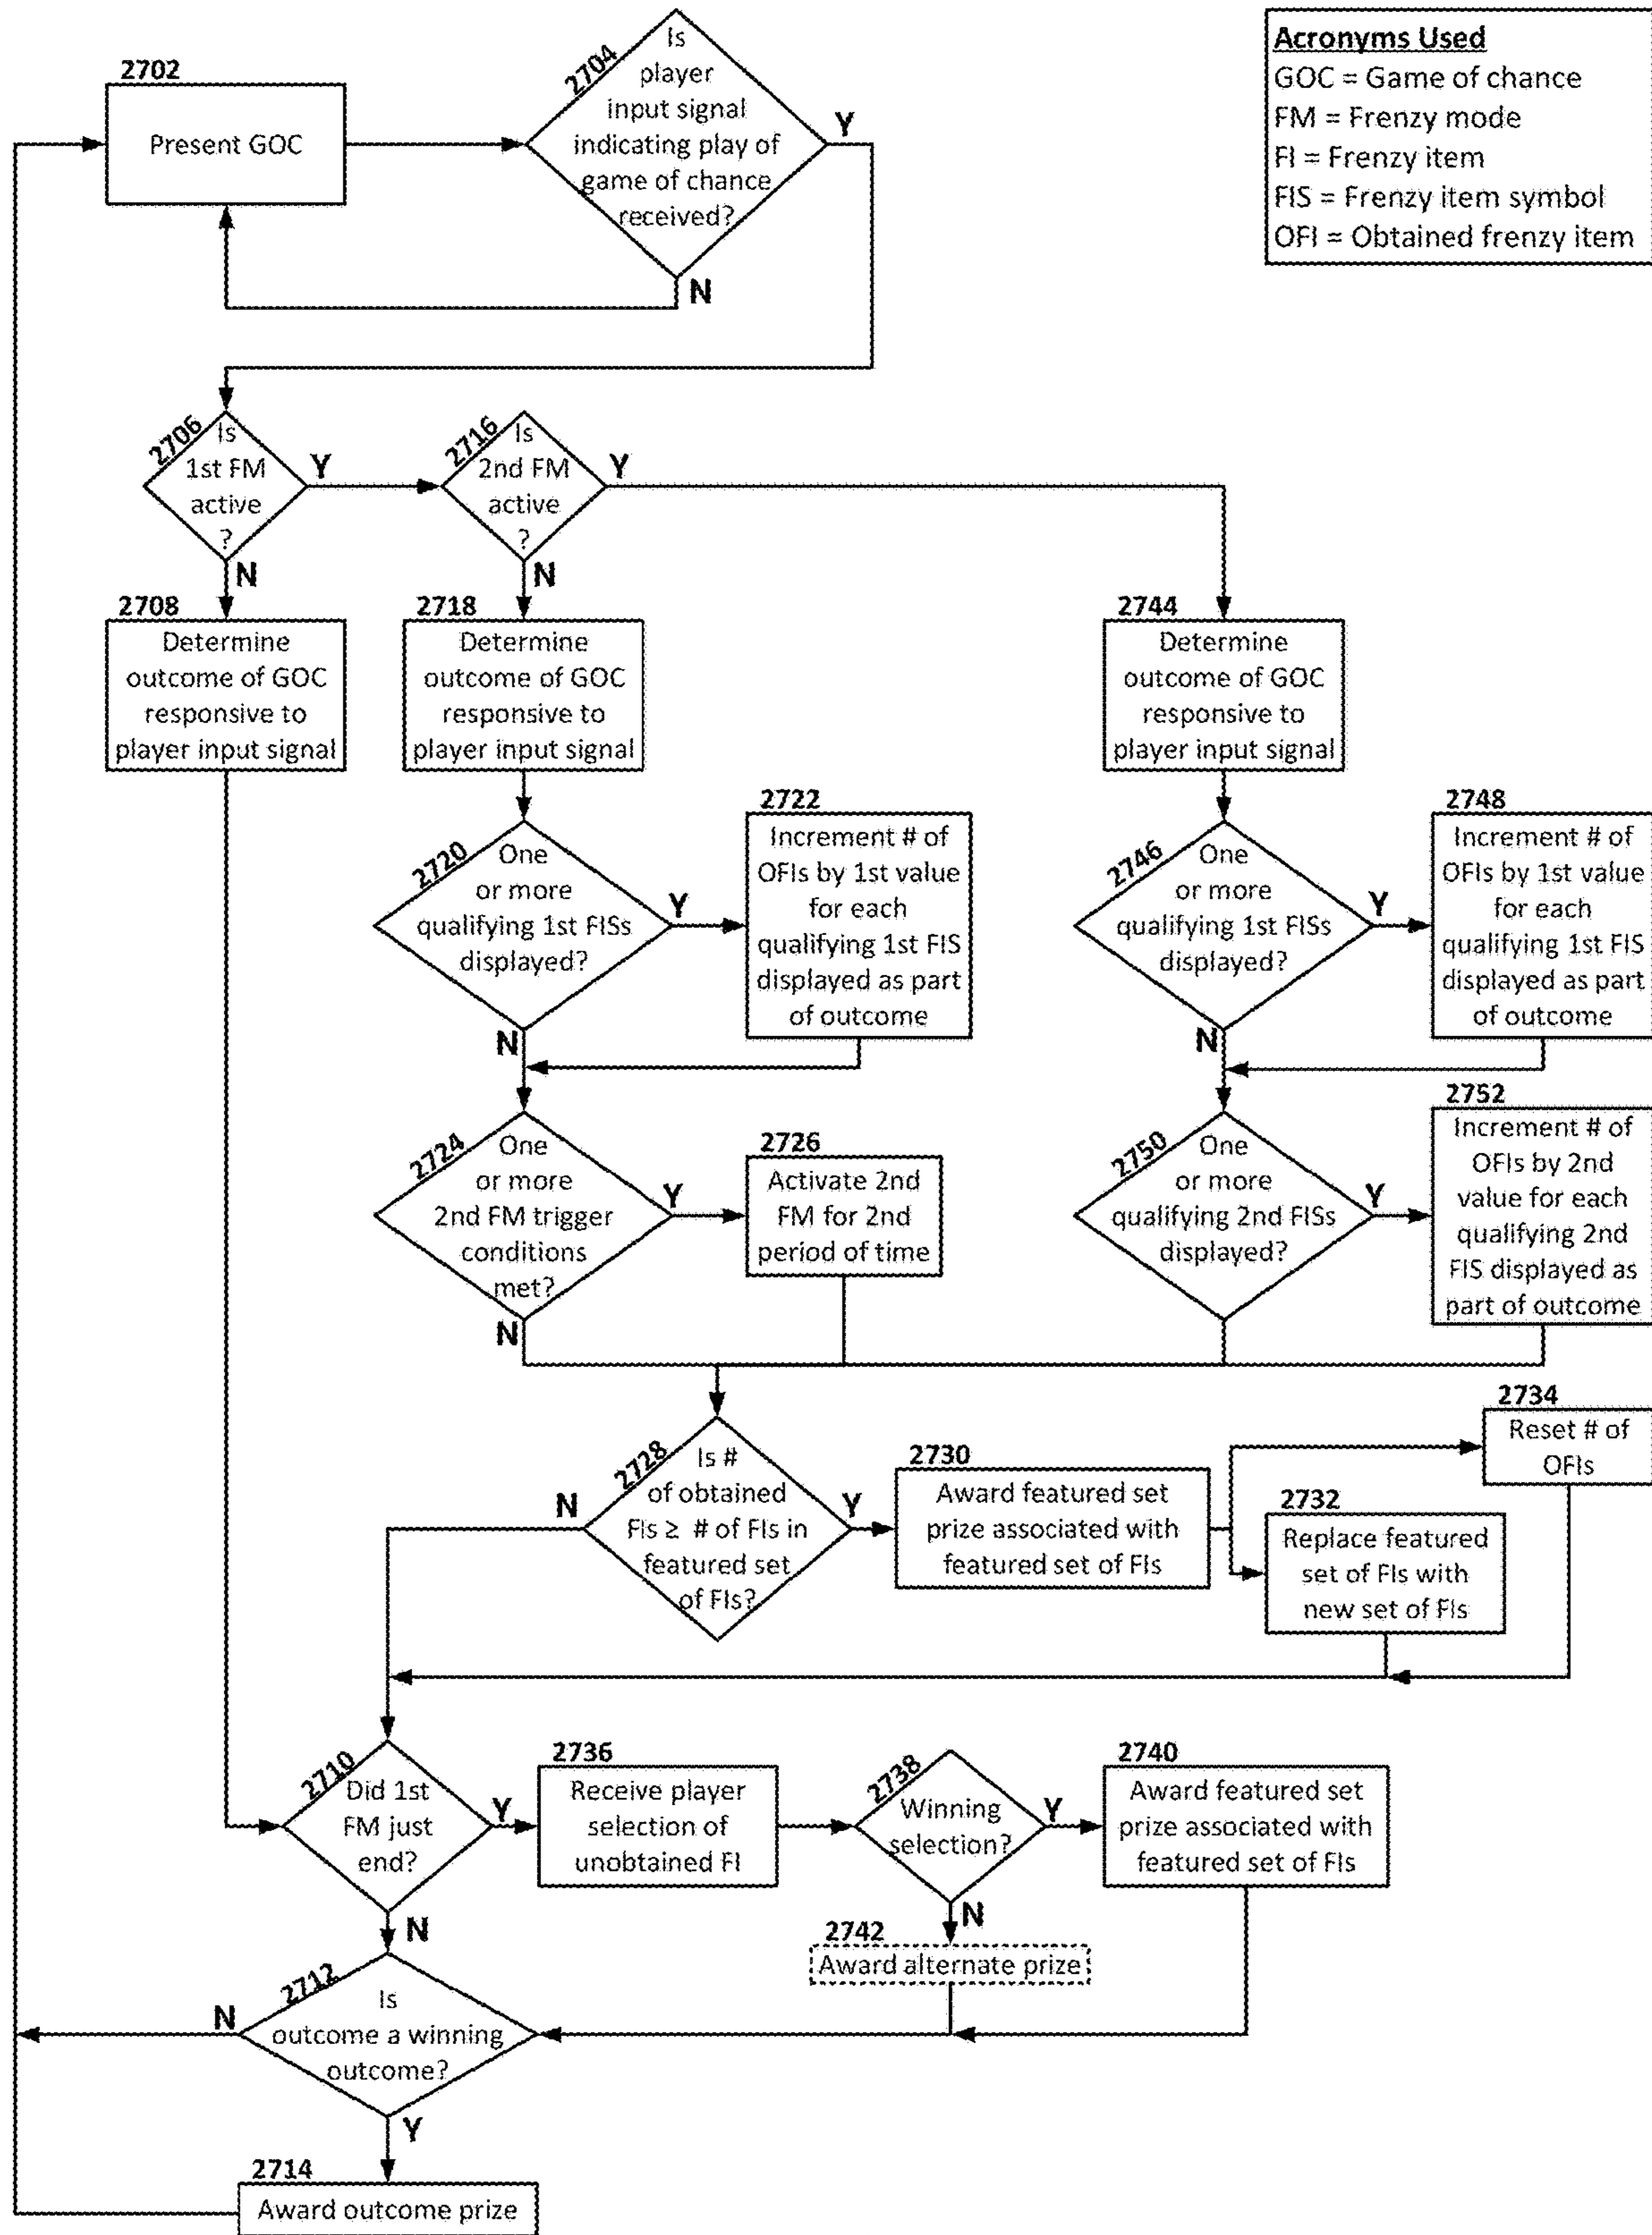 Acronyms Used
GOC = Game of chance
FM = Frenzy mode
FI = Frenzy item
FIS = Frenzy item symbol
OFI = Obtained frenzy item
2702
Present GOC
2704
Is
player
input signal
indicating play of
game of chance
received?
Y
N
2706
Is
1st FM
active
?
Y
N
2716
Is
2nd FM
active
?
Y
N
2708
Determine
outcome of GOC
responsive to
player input signal
2718
Determine
outcome of GOC
responsive to
player input signal
2744
Determine
outcome of GOC
responsive to
player input signal
2720
One
or more
qualifying 1st FISs
displayed?
Y
N
2722
Increment # of
OFIs by 1st value
for each
qualifying 1st FIS
displayed as part
of outcome
2746
One
or more
qualifying 1st FISs
displayed?
Y
N
2748
Increment # of
OFIs by 1st value
for each
qualifying 1st FIS
displayed as part
of outcome
2724
One
or more
2nd FM trigger
conditions
met?
Y
N
2726
Activate 2nd
FM for 2nd
period of time
2750
One
or more
qualifying 2nd FISs
displayed?
Y
2752
Increment # of
OFIs by 2nd
value for each
qualifying 2nd
FIS displayed as
part of outcome
2728
Is #
of obtained
FIs ≥ # of FIs in
featured set
of FIs?
N
Y
2730
Award featured set
prize associated with
featured set of FIs
2734
Reset # of
OFIs
2732
Replace featured
set of FIs with
new set of FIs
2710
Did 1st
FM just
end?
Y
N
2736
Receive player
selection of
unobtained FI
2738
Winning
selection?
Y
N
2740
Award featured set
prize associated with
featured set of FIs
2742
Award alternate prize
2712
Is
outcome a winning
outcome?
N
Y
2714
Award outcome prize